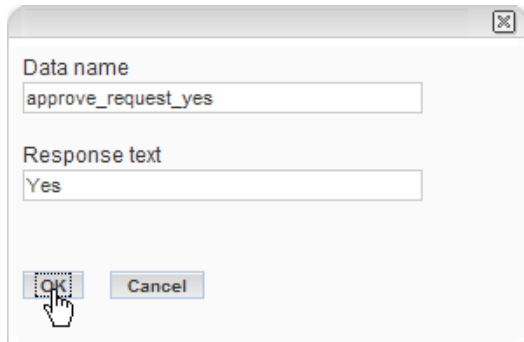 Data name
approve_request_yes
Response text
Yes
OK Cancel